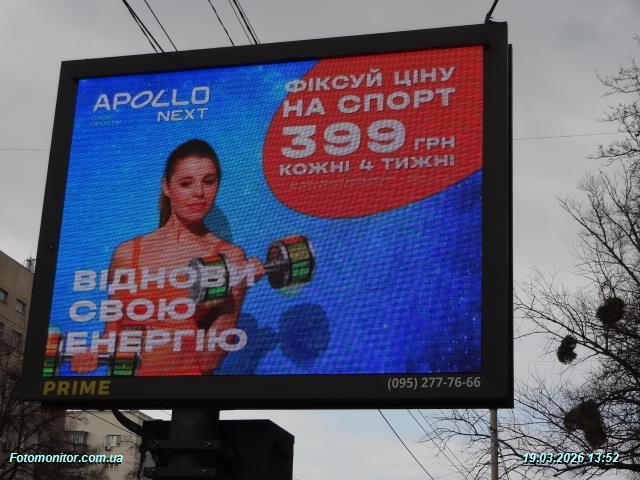 APOLLO
NEXT
ФІКСУЙ ЦІНУ
НА СПОРТ
399 ГРН
КОЖНІ 4 ТИЖНІ
ВІДНОВИ
СВОЮ
ЕНЕРГІЮ
PRIME
(095) 277-76-66
Fotomonitor.com.ua
19.03.2026 13:52